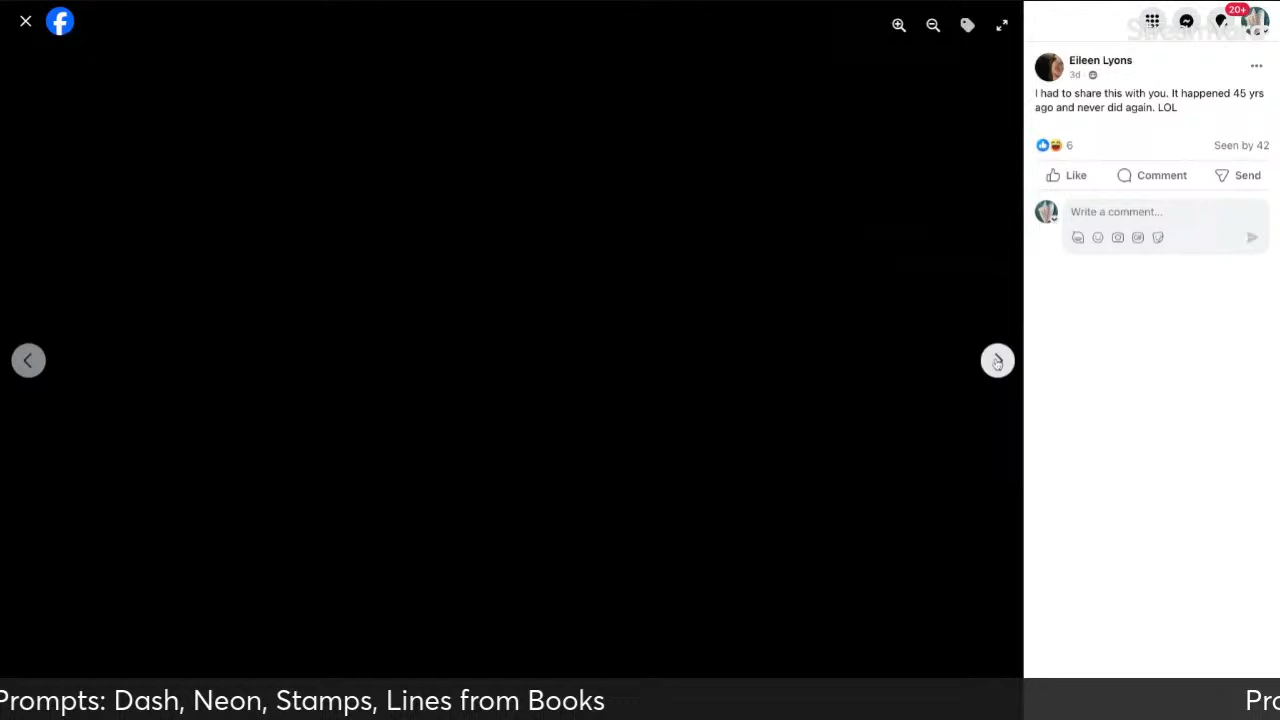 20+
Eileen Lyons
3d
I had to share this with you. It happened 45 yrs
ago and never did again. LOL
6
Seen by 42
Like
Comment
Send
Write a comment...
GIF
Prompts: Dash, Neon, Stamps, Lines from Books
Pro